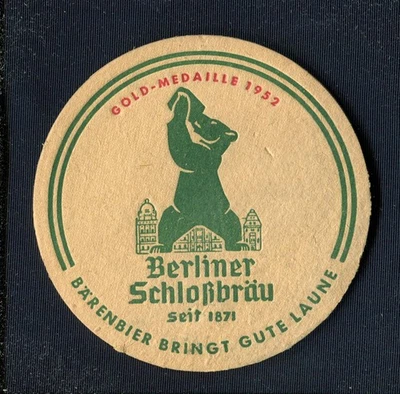 GOLD-MEDAILLE 1952
Berliner
Schloßbräu
seit 1871
BÄRENBIER BRINGT GUTE LAUNE